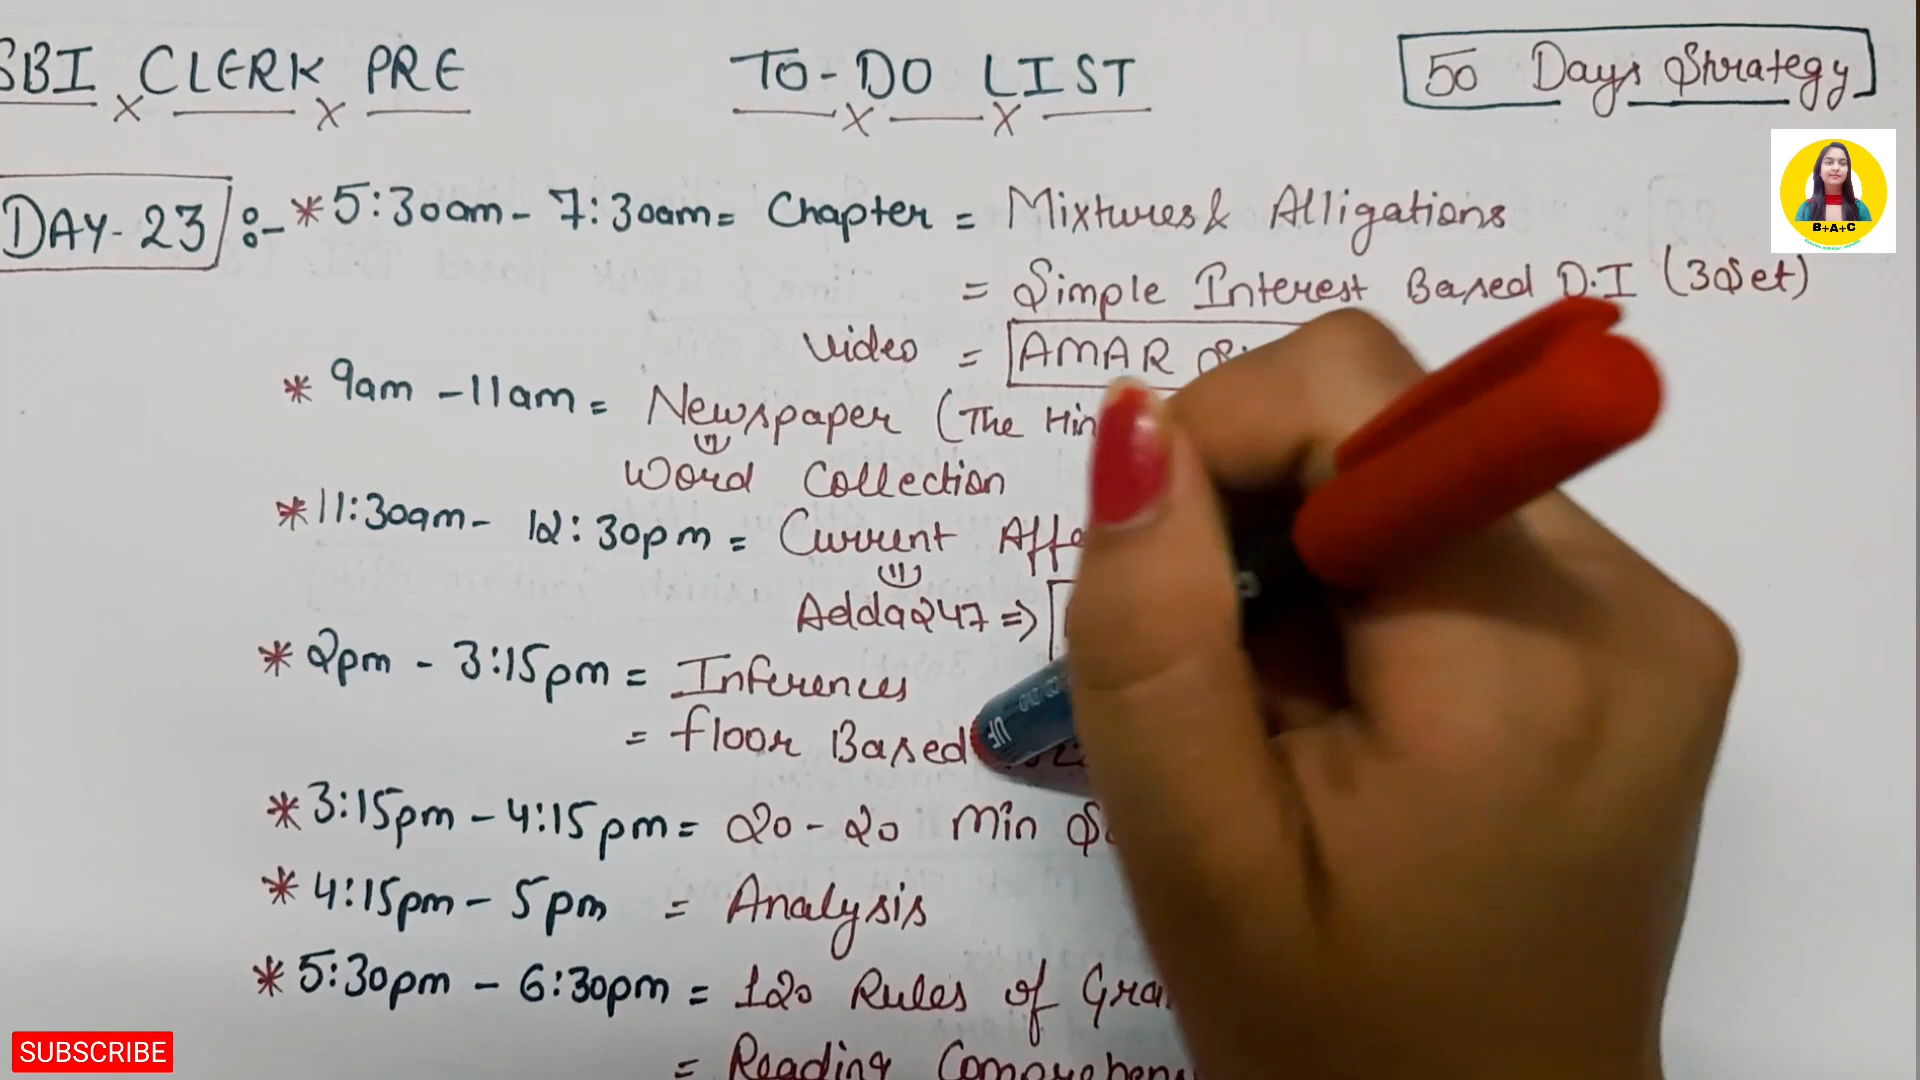 SBI CLERK PRE
TO-DO LIST
50 Days Strategy
B+A+C
DAY-23 :- * 5:30am - 7:30am = Chapter = Mixtures & Alligations
= Simple Interest Based D.I (30Set)
Video = AMAR
* 9am - 11am = Newspaper (The Hin
Word Collection
* 11:30am - 12:30pm = Current Affa
Adda247 =>
* 2pm - 3:15pm = Inferences
= floor Based
* 3:15pm - 4:15pm = 20-20 Min
* 4:15pm - 5pm = Analysis
* 5:30pm - 6:30pm = 120 Rules of Gra
= Reading Comprehens
SUBSCRIBE